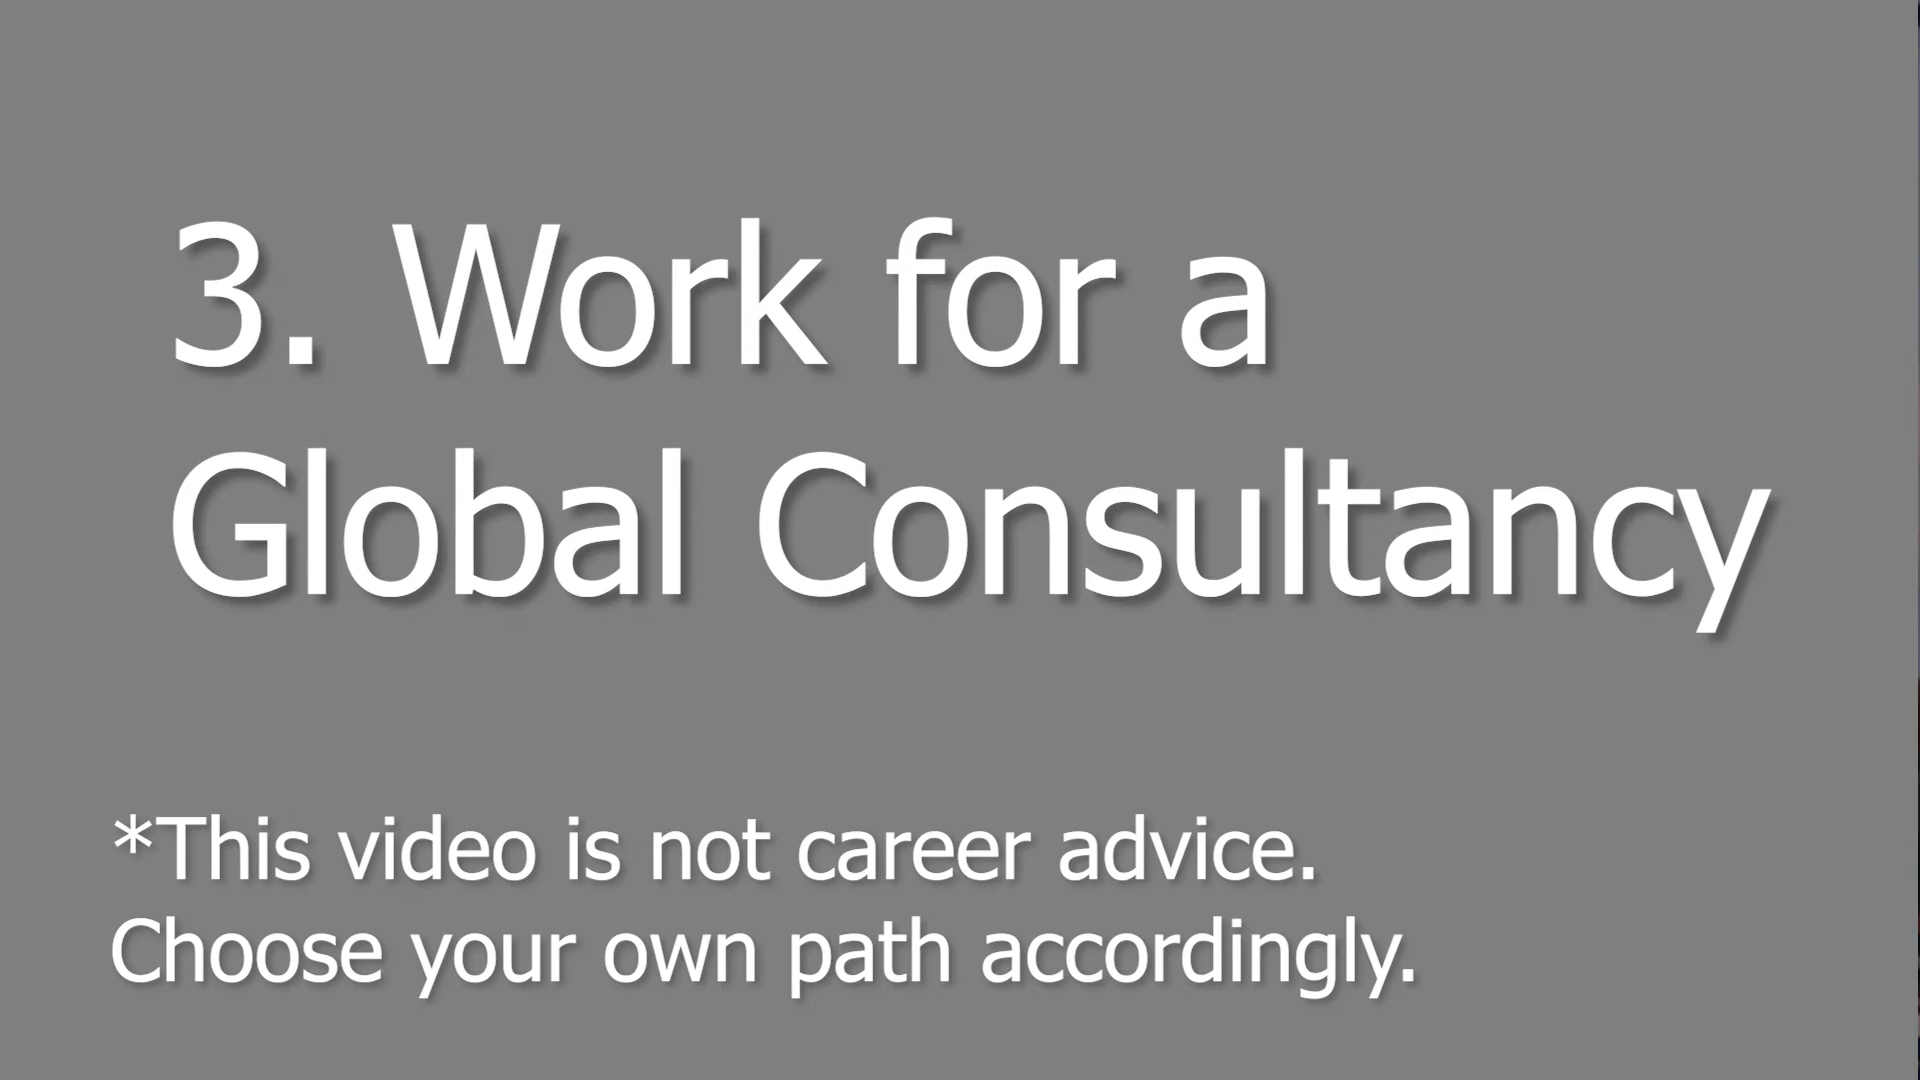 3. Work for a
Global Consultancy
*This video is not career advice.
Choose your own path accordingly.